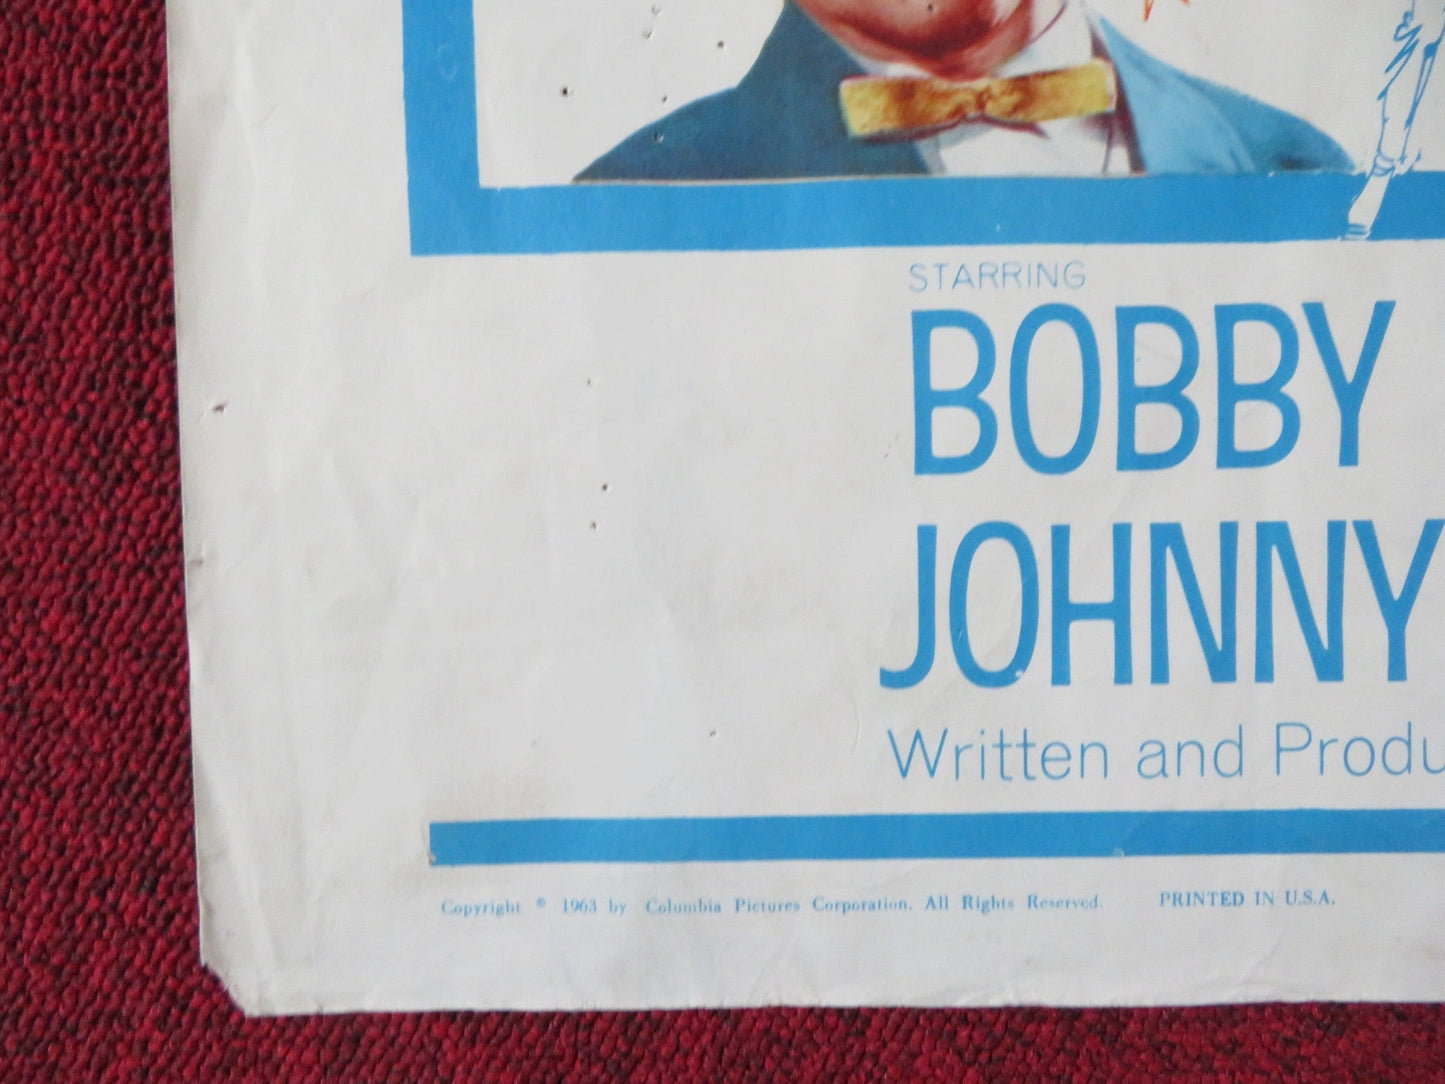 STARRING
BOBBY
JOHNNY
Written and Produ
Copyright © 1963 by Columbia Pictures Corporation. All Rights Reserved. PRINTED IN U.S.A.